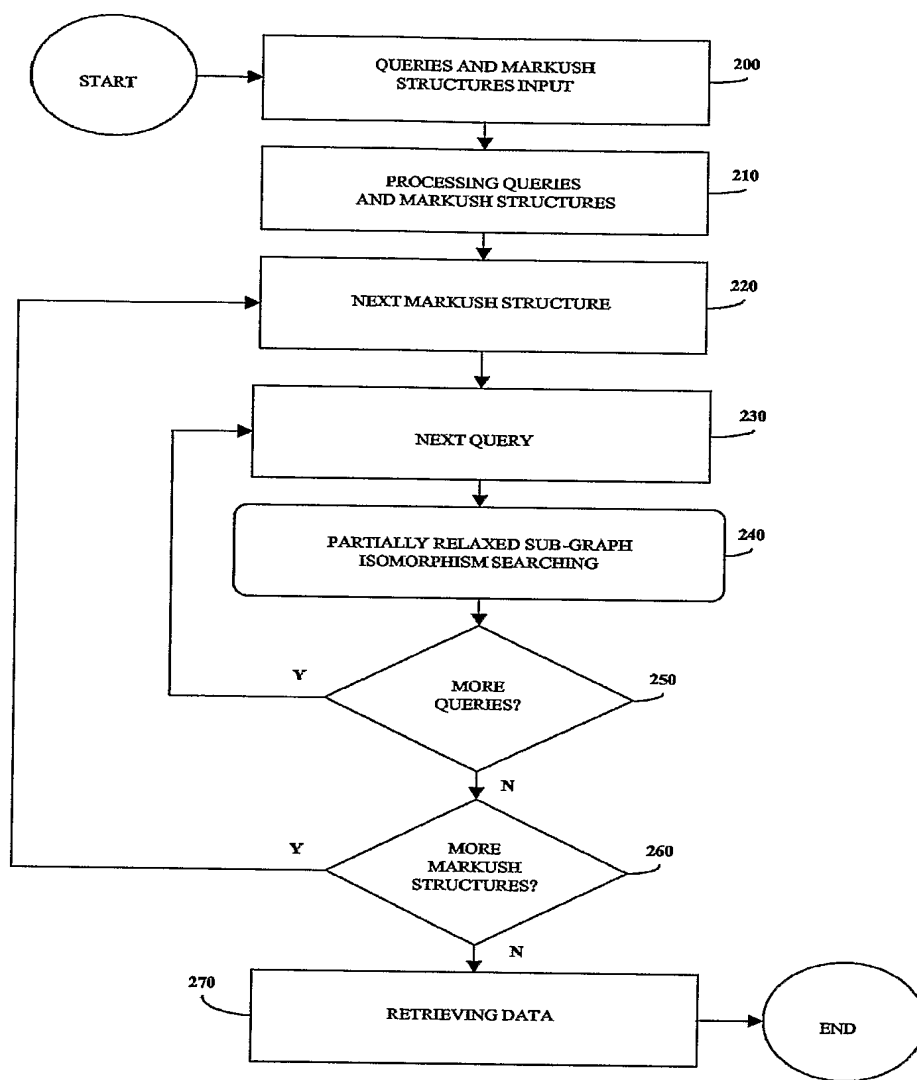 START
QUERIES AND MARKUSH
STRUCTURES INPUT
200
PROCESSING QUERIES
AND MARKUSH STRUCTURES
210
NEXT MARKUSH STRUCTURE
220
NEXT QUERY
230
PARTIALLY RELAXED SUB-GRAPH
ISOMORPHISM SEARCHING
240
Y
MORE
QUERIES?
250
N
Y
MORE
MARKUSH
STRUCTURES?
260
N
270
RETRIEVING DATA
END